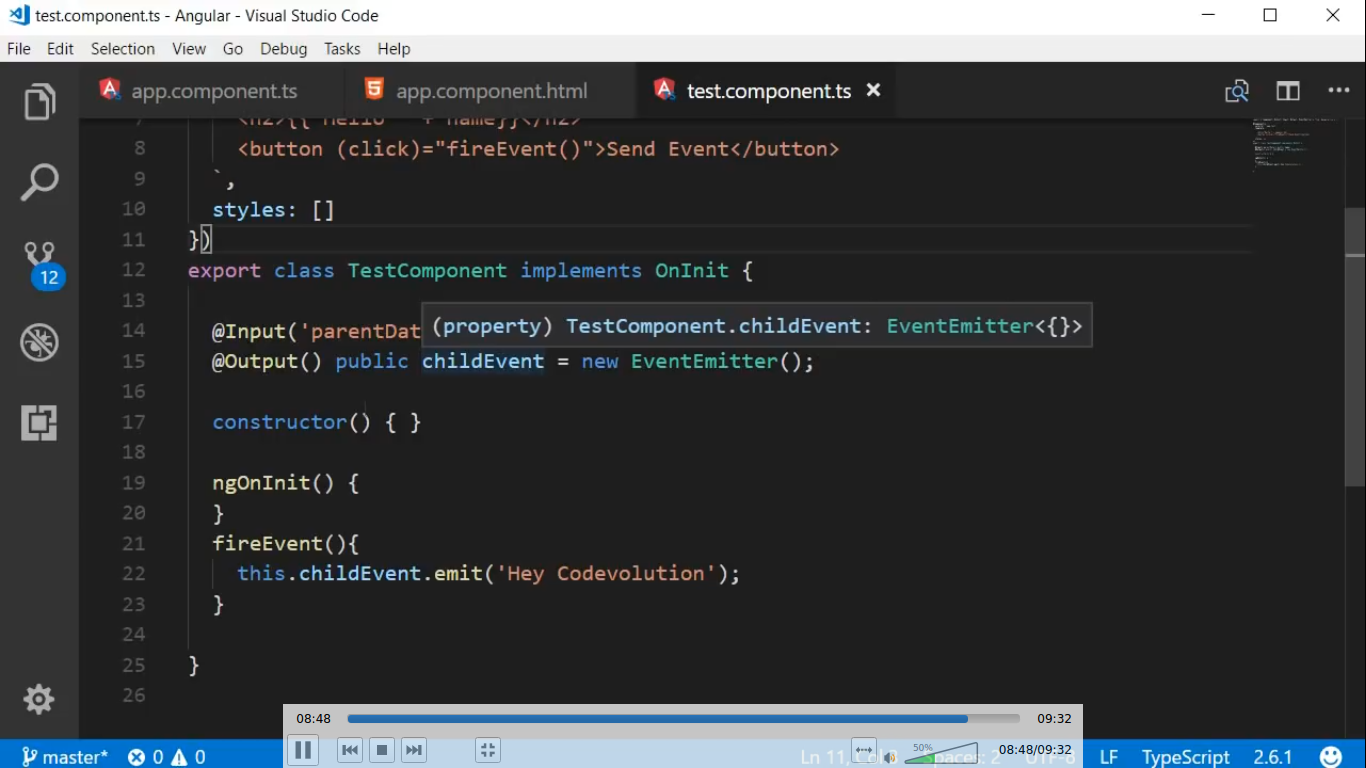 test.component.ts - Angular - Visual Studio Code
File Edit Selection View Go Debug Tasks Help
app.component.ts app.component.html test.component.ts
8 <button (click)="fireEvent()">Send Event</button>
9 `,
10 styles: []
11 })
12 export class TestComponent implements OnInit {
13
(property) TestComponent.childEvent: EventEmitter<{}>
14 @Input('parentDat
15 @Output() public childEvent = new EventEmitter();
16
17 constructor() { }
18
19 ngOnInit() {
20 }
21 fireEvent(){
22 this.childEvent.emit('Hey Codevolution');
23 }
24
25 }
26
12
08:48 09:32
50% 08:48/09:32
master* 0 0 Ln 11, Spaces: 2 UTF-8 LF TypeScript 2.6.1